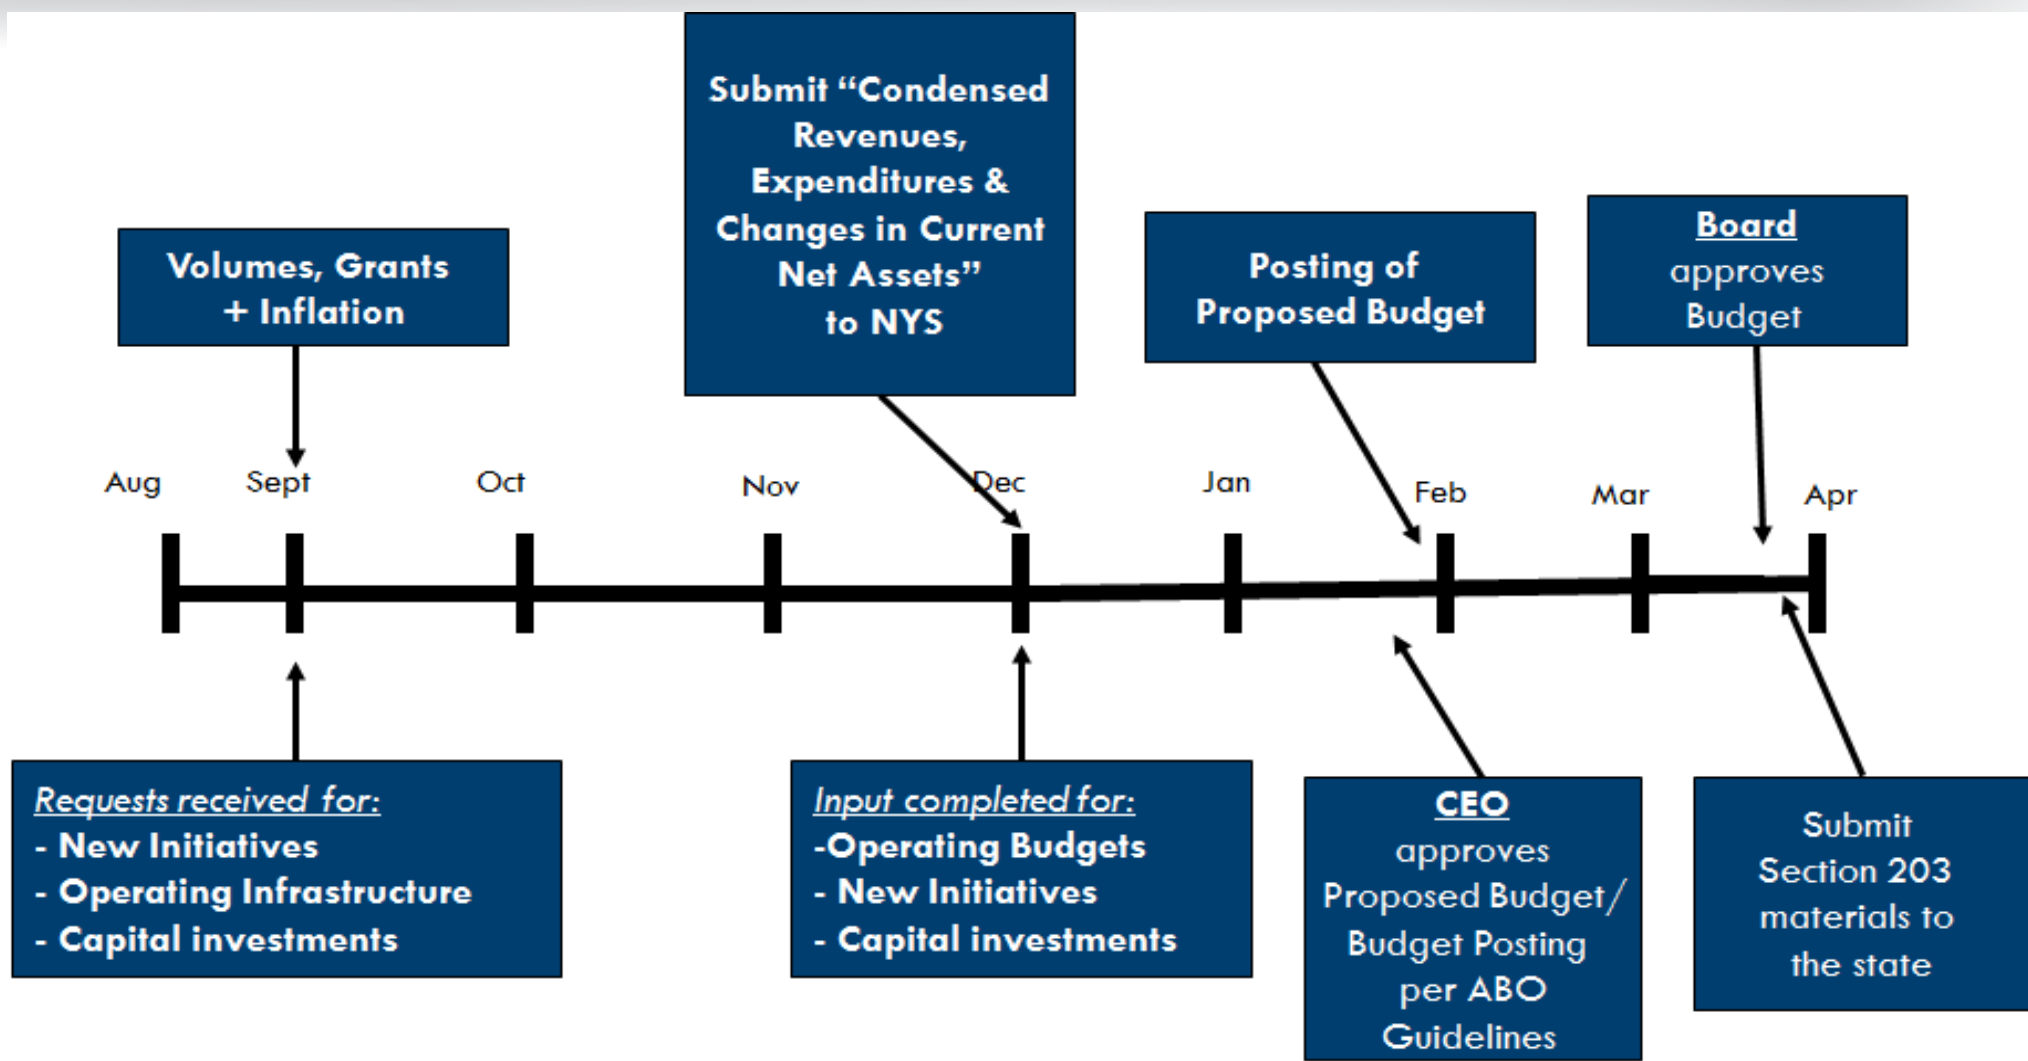 Submit “Condensed
Revenues,
Expenditures &
Changes in Current
Net Assets”
to NYS
Volumes, Grants
+ Inflation
Posting of
Proposed Budget
Board
approves
Budget
Aug
Sept
Oct
Nov
Dec
Jan
Feb
Mar
Apr
Requests received for:
- New Initiatives
- Operating Infrastructure
- Capital investments
Input completed for:
-Operating Budgets
- New Initiatives
- Capital investments
CEO
approves
Proposed Budget/
Budget Posting
per ABO
Guidelines
Submit
Section 203
materials to
the state